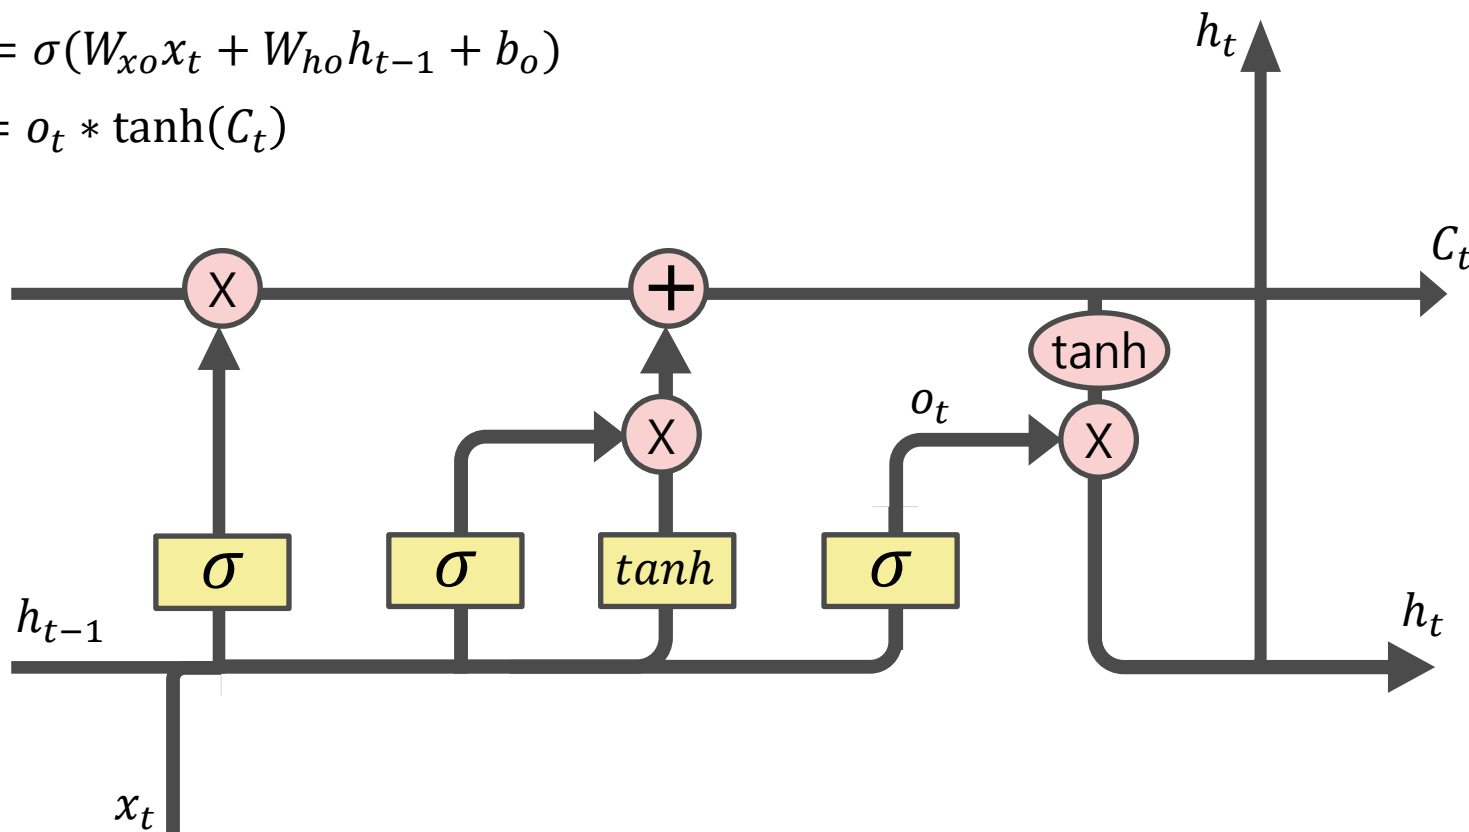 = σ(W_{xo}x_t + W_{ho}h_{t−1} + b_o)
= o_t ∗ tanh(C_t)
h_t
C_t
X
+
tanh
o_t
X
X
σ
σ
tanh
σ
h_{t−1}
h_t
x_t